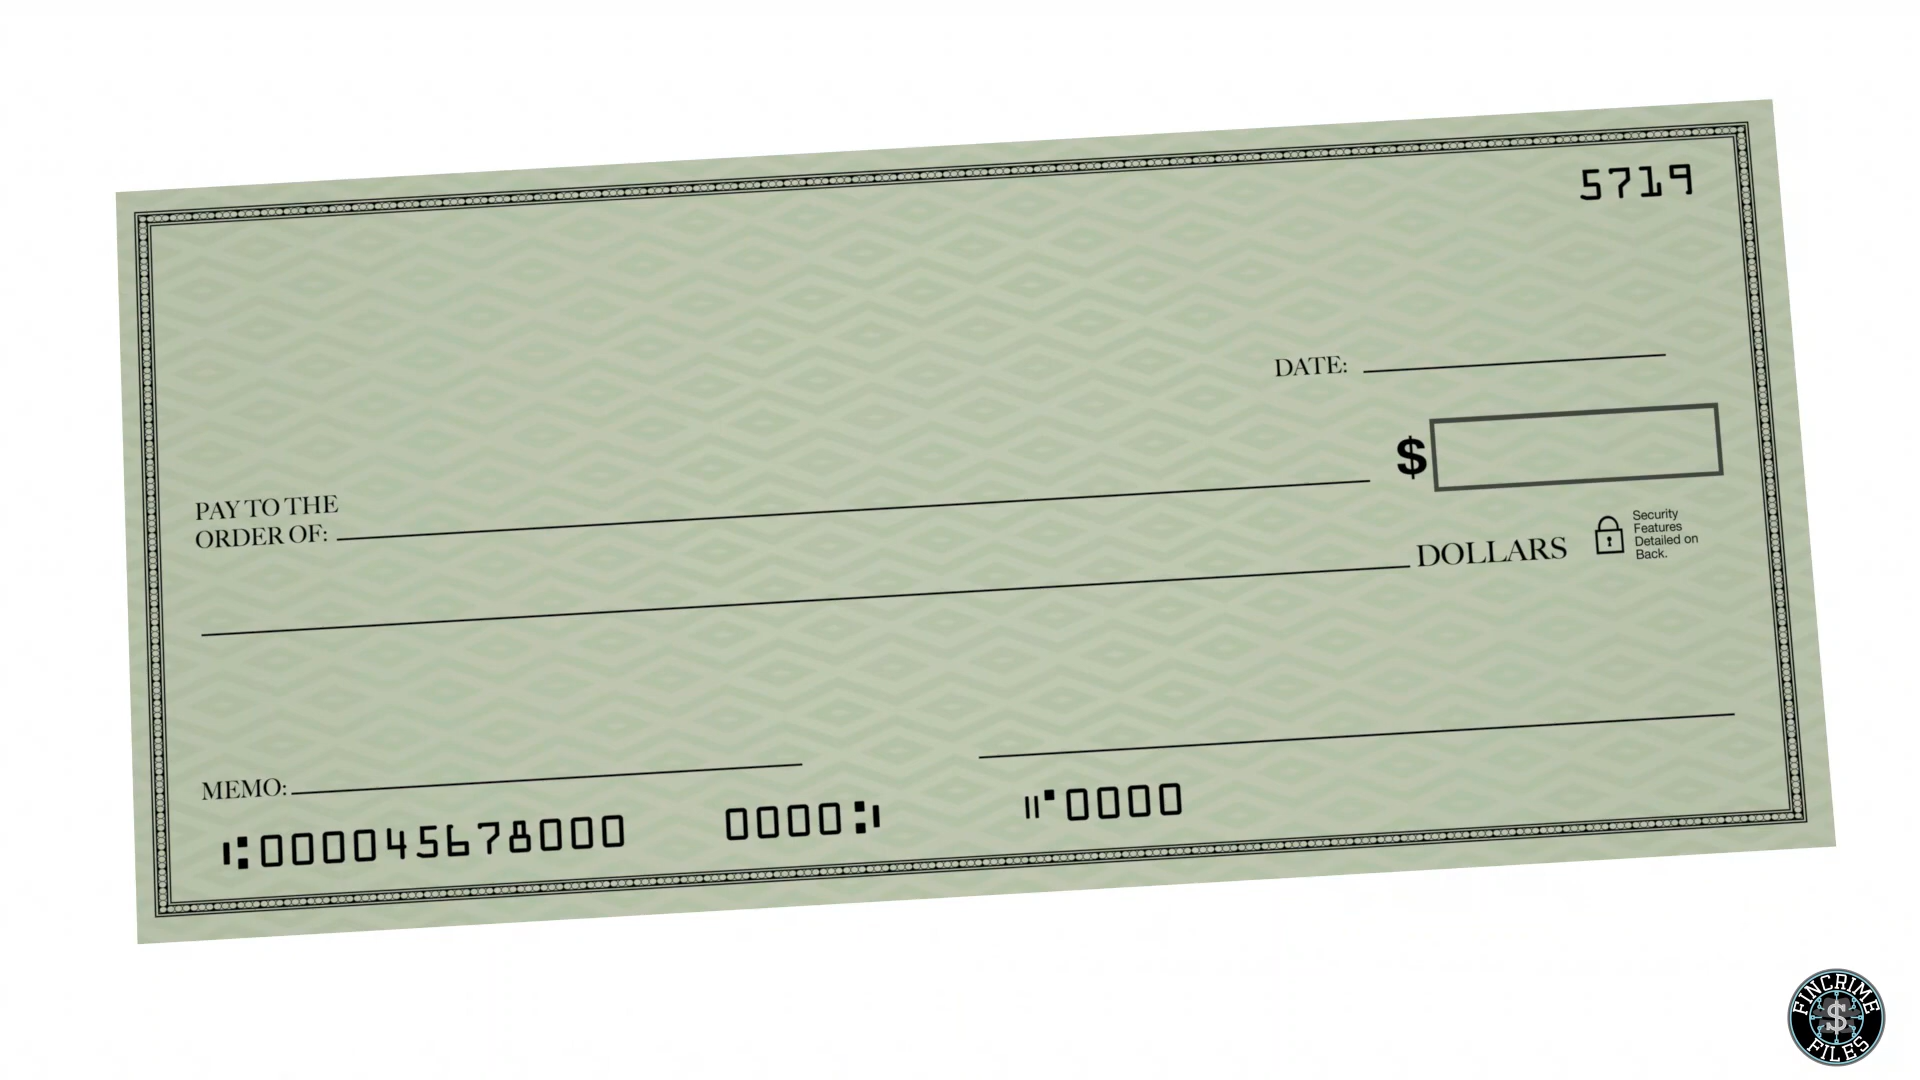 5719
DATE:
$
PAY TO THE
ORDER OF:
DOLLARS
Security
Features
Detailed on
Back.
MEMO:
⑆000045678000 0000⑆ ⑈0000
FINCRIME
$
FILES